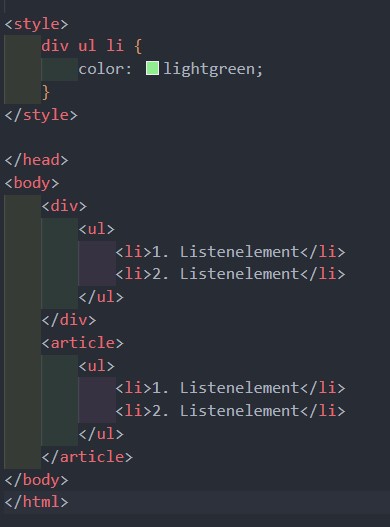 <style>
    div ul li {
        color: lightgreen;
    }
</style>

</head>
<body>
    <div>
        <ul>
            <li>1. Listenelement</li>
            <li>2. Listenelement</li>
        </ul>
    </div>
    <article>
        <ul>
            <li>1. Listenelement</li>
            <li>2. Listenelement</li>
        </ul>
    </article>
</body>
</html>